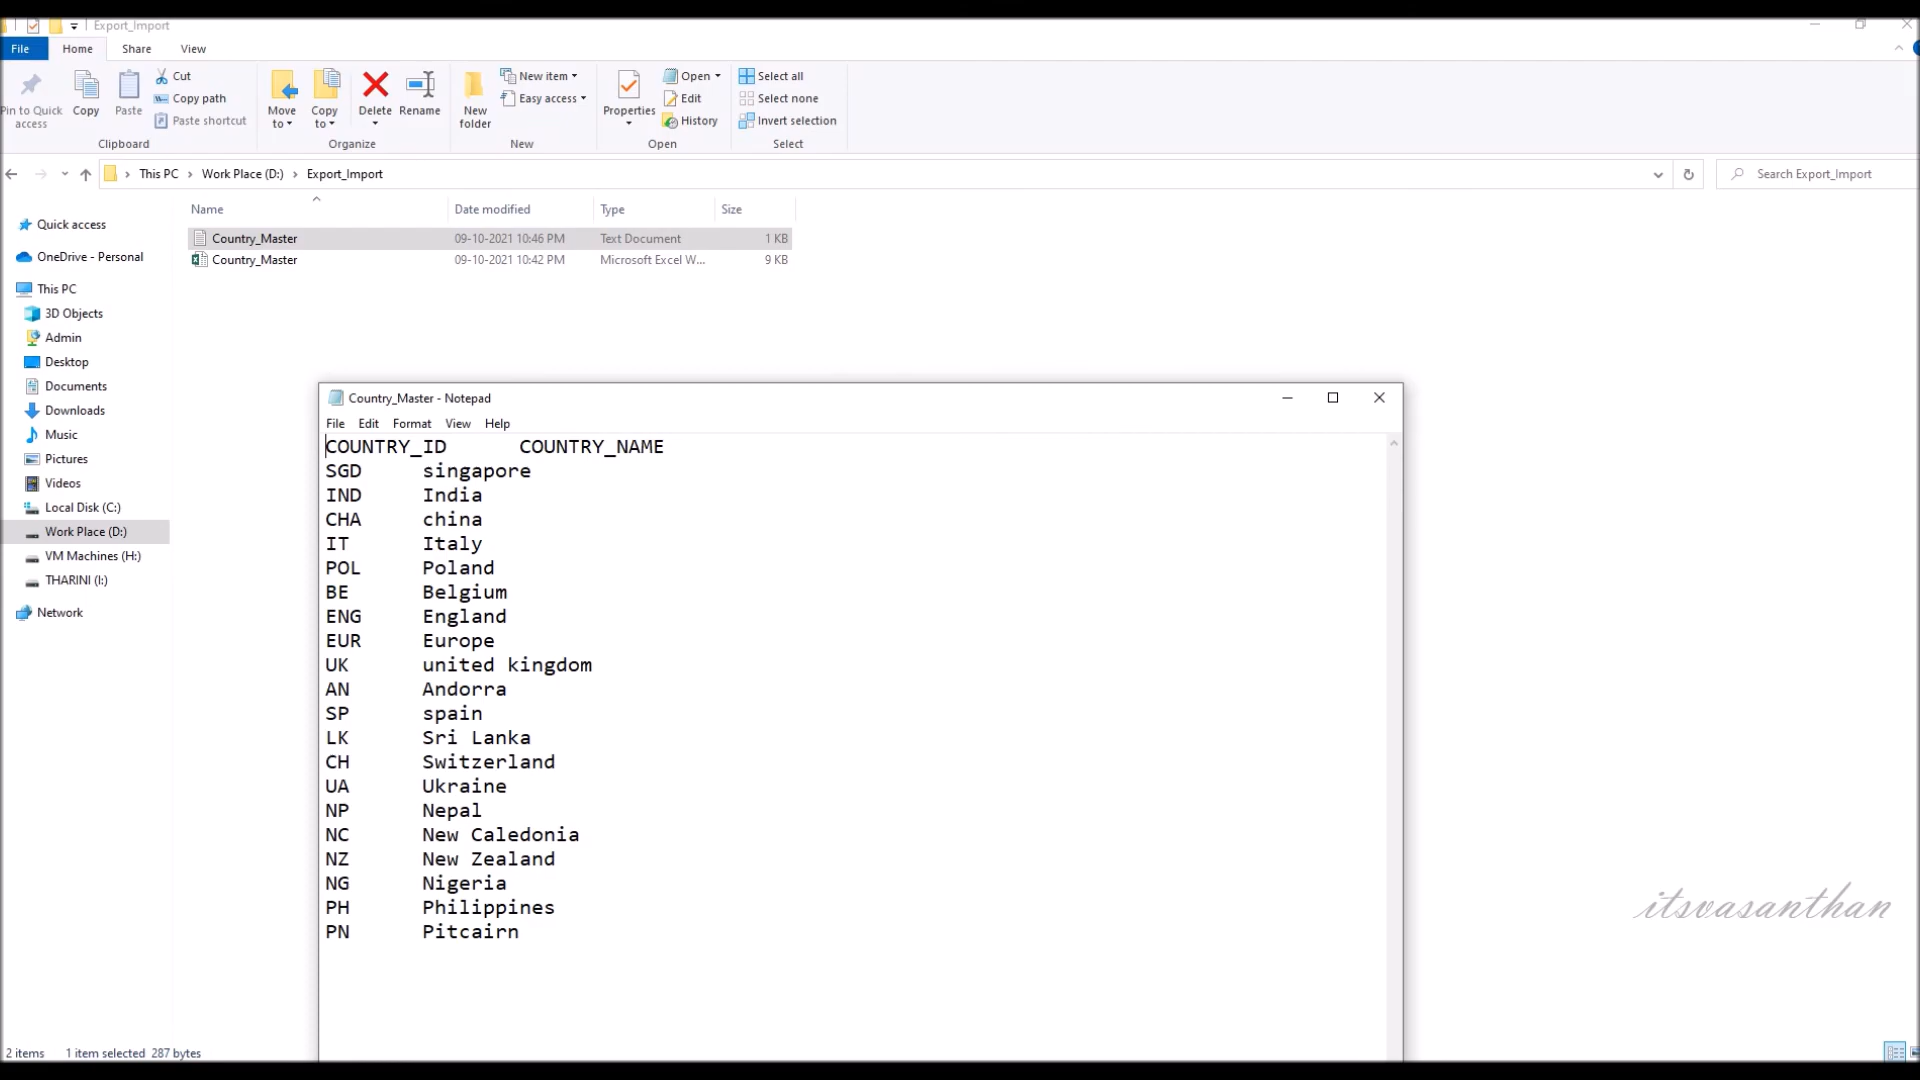 Export_Import
File Home Share View
Pin to Quick access
Copy
Paste
Cut
Copy path
Paste shortcut
Clipboard
Move to
Copy to
Delete
Rename
Organize
New folder
New item
Easy access
New
Properties
Open
Edit
History
Open
Select all
Select none
Invert selection
Select
This PC Work Place (D:) Export_Import
Search Export_Import
Name Date modified Type Size
Country_Master 09-10-2021 10:46 PM Text Document 1 KB
Country_Master 09-10-2021 10:42 PM Microsoft Excel W... 9 KB
Quick access
OneDrive - Personal
This PC
3D Objects
Admin
Desktop
Documents
Downloads
Music
Pictures
Videos
Local Disk (C:)
Work Place (D:)
VM Machines (H:)
THARINI (I:)
Network
Country_Master - Notepad
File Edit Format View Help
COUNTRY_ID COUNTRY_NAME
SGD singapore
IND India
CHA china
IT Italy
POL Poland
BE Belgium
ENG England
EUR Europe
UK united kingdom
AN Andorra
SP spain
LK Sri Lanka
CH Switzerland
UA Ukraine
NP Nepal
NC New Caledonia
NZ New Zealand
NG Nigeria
PH Philippines
PN Pitcairn
itsvasanthan
2 items 1 item selected 287 bytes